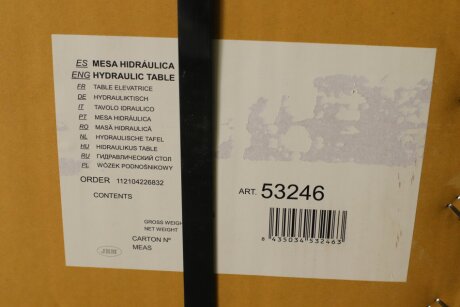 ES MESA HIDRÁULICA
ENG HYDRAULIC TABLE
FR TABLE ELEVATRICE
DE HYDRAULIKTISCH
IT TAVOLO IDRAULICO
PT MESA HIDRÁULICA
RO MASĂ HIDRAULICĂ
NL HYDRAULISCHE TAFEL
HU HIDRAULIKUS TABLE
RU ГИДРАВЛИЧЕСКИЙ СТОЛ
PL WÓZEK PODNOŚNIKOWY
ORDER 112104226832
CONTENTS
ART. 53246
GROSS WEIGH
NET WEIGHT
CARTON Nº
MEAS
JBM
8 435034 532463